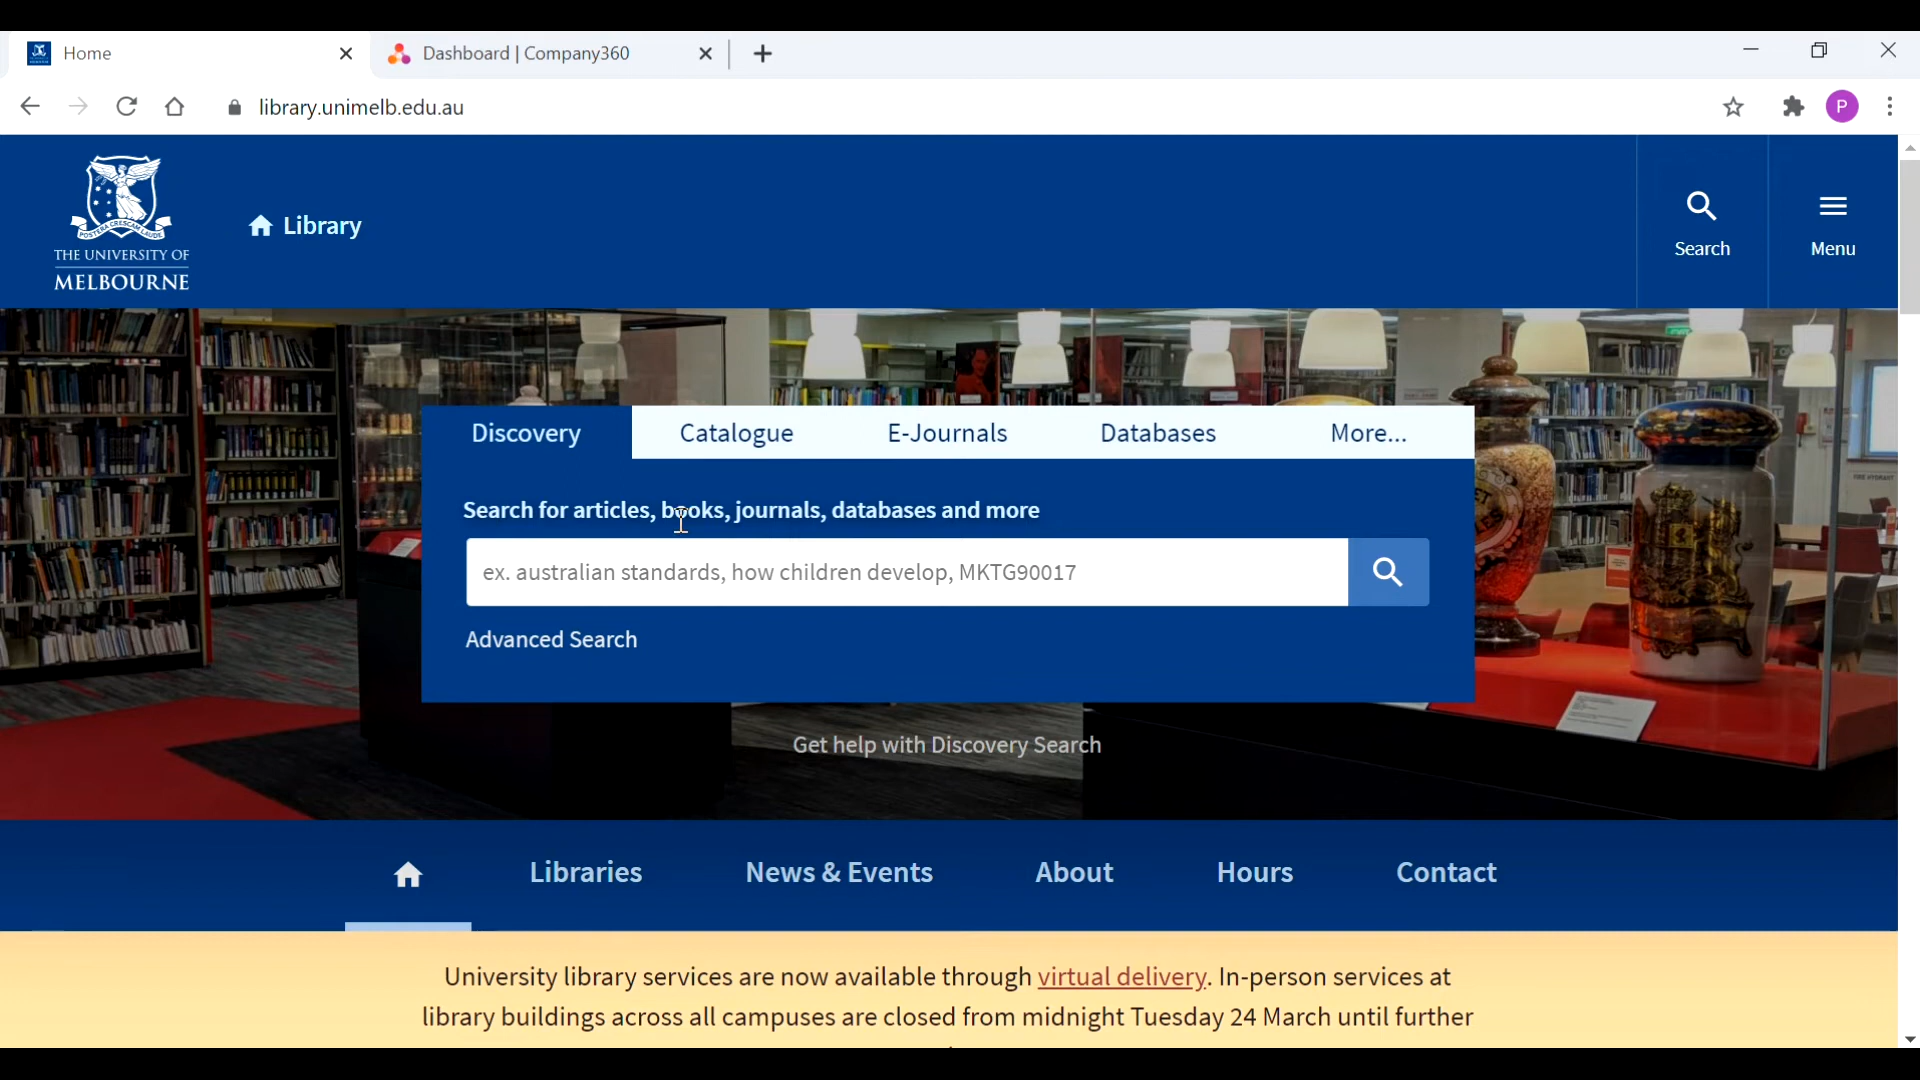 Home
Dashboard | Company360
library.unimelb.edu.au
P
POSTERA CRESCAM LAUDE
THE UNIVERSITY OF
MELBOURNE
Library
Search
Menu
Discovery
Catalogue
E-Journals
Databases
More...
Search for articles, books, journals, databases and more
ex. australian standards, how children develop, MKTG90017
Advanced Search
Get help with Discovery Search
Libraries
News & Events
About
Hours
Contact
University library services are now available through virtual delivery. In-person services at
library buildings across all campuses are closed from midnight Tuesday 24 March until further